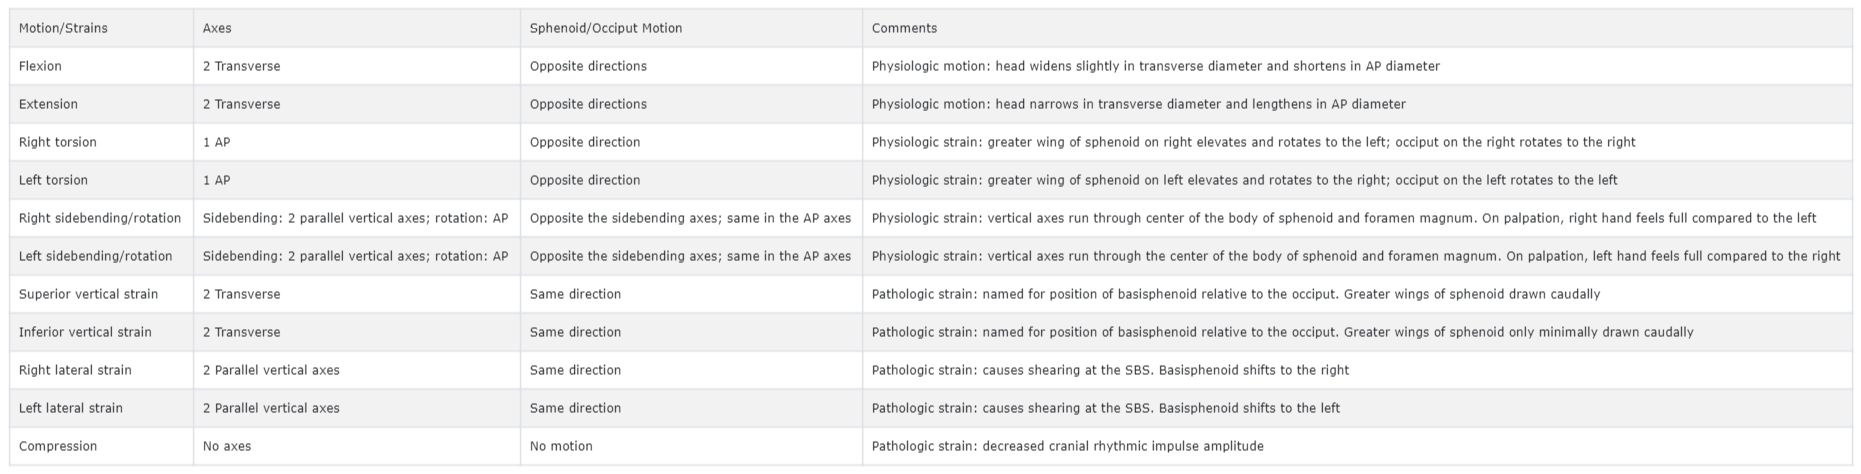 Motion/Strains Axes Sphenoid/Occiput Motion Comments
Flexion 2 Transverse Opposite directions Physiologic motion: head widens slightly in transverse diameter and shortens in AP diameter
Extension 2 Transverse Opposite directions Physiologic motion: head narrows in transverse diameter and lengthens in AP diameter
Right torsion 1 AP Opposite direction Physiologic strain: greater wing of sphenoid on right elevates and rotates to the left; occiput on the right rotates to the right
Left torsion 1 AP Opposite direction Physiologic strain: greater wing of sphenoid on left elevates and rotates to the right; occiput on the left rotates to the left
Right sidebending/rotation Sidebending: 2 parallel vertical axes; rotation: AP Opposite the sidebending axes; same in the AP axes Physiologic strain: vertical axes run through center of the body of sphenoid and foramen magnum. On palpation, right hand feels full compared to the left
Left sidebending/rotation Sidebending: 2 parallel vertical axes; rotation: AP Opposite the sidebending axes; same in the AP axes Physiologic strain: vertical axes run through the center of the body of sphenoid and foramen magnum. On palpation, left hand feels full compared to the right
Superior vertical strain 2 Transverse Same direction Pathologic strain: named for position of basisphenoid relative to the occiput. Greater wings of sphenoid drawn caudally
Inferior vertical strain 2 Transverse Same direction Pathologic strain: named for position of basisphenoid relative to the occiput. Greater wings of sphenoid only minimally drawn caudally
Right lateral strain 2 Parallel vertical axes Same direction Pathologic strain: causes shearing at the SBS. Basisphenoid shifts to the right
Left lateral strain 2 Parallel vertical axes Same direction Pathologic strain: causes shearing at the SBS. Basisphenoid shifts to the left
Compression No axes No motion Pathologic strain: decreased cranial rhythmic impulse amplitude